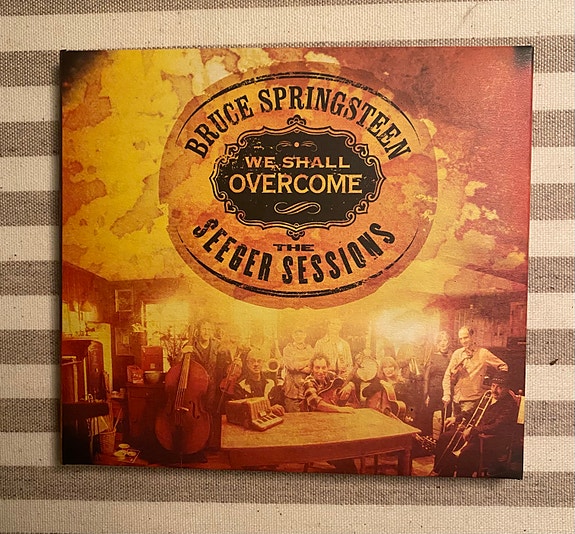 BRUCE SPRINGSTEEN
WE SHALL
OVERCOME
THE
SEEGER SESSIONS